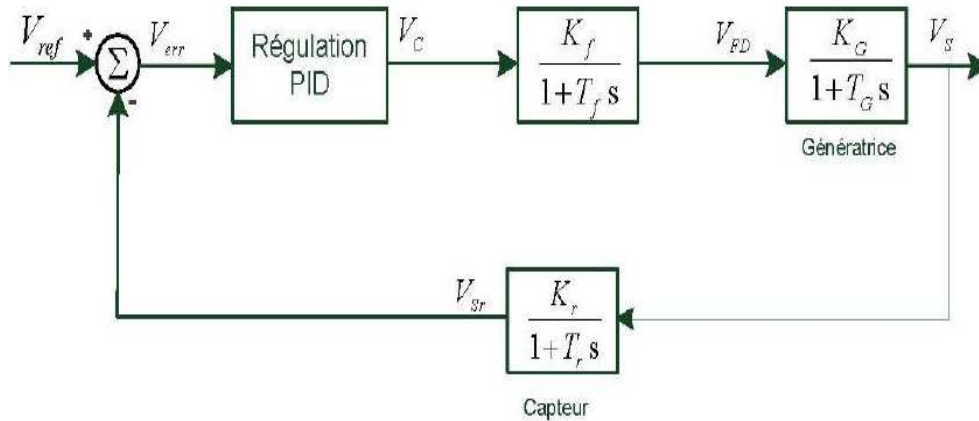 V_ref
+
Σ
-
V_err
Régulation
PID
V_C
K_f
1+T_f s
V_FD
K_G
1+T_G s
V_S
Génératrice
V_Sr
K_r
1+T_r s
Capteur